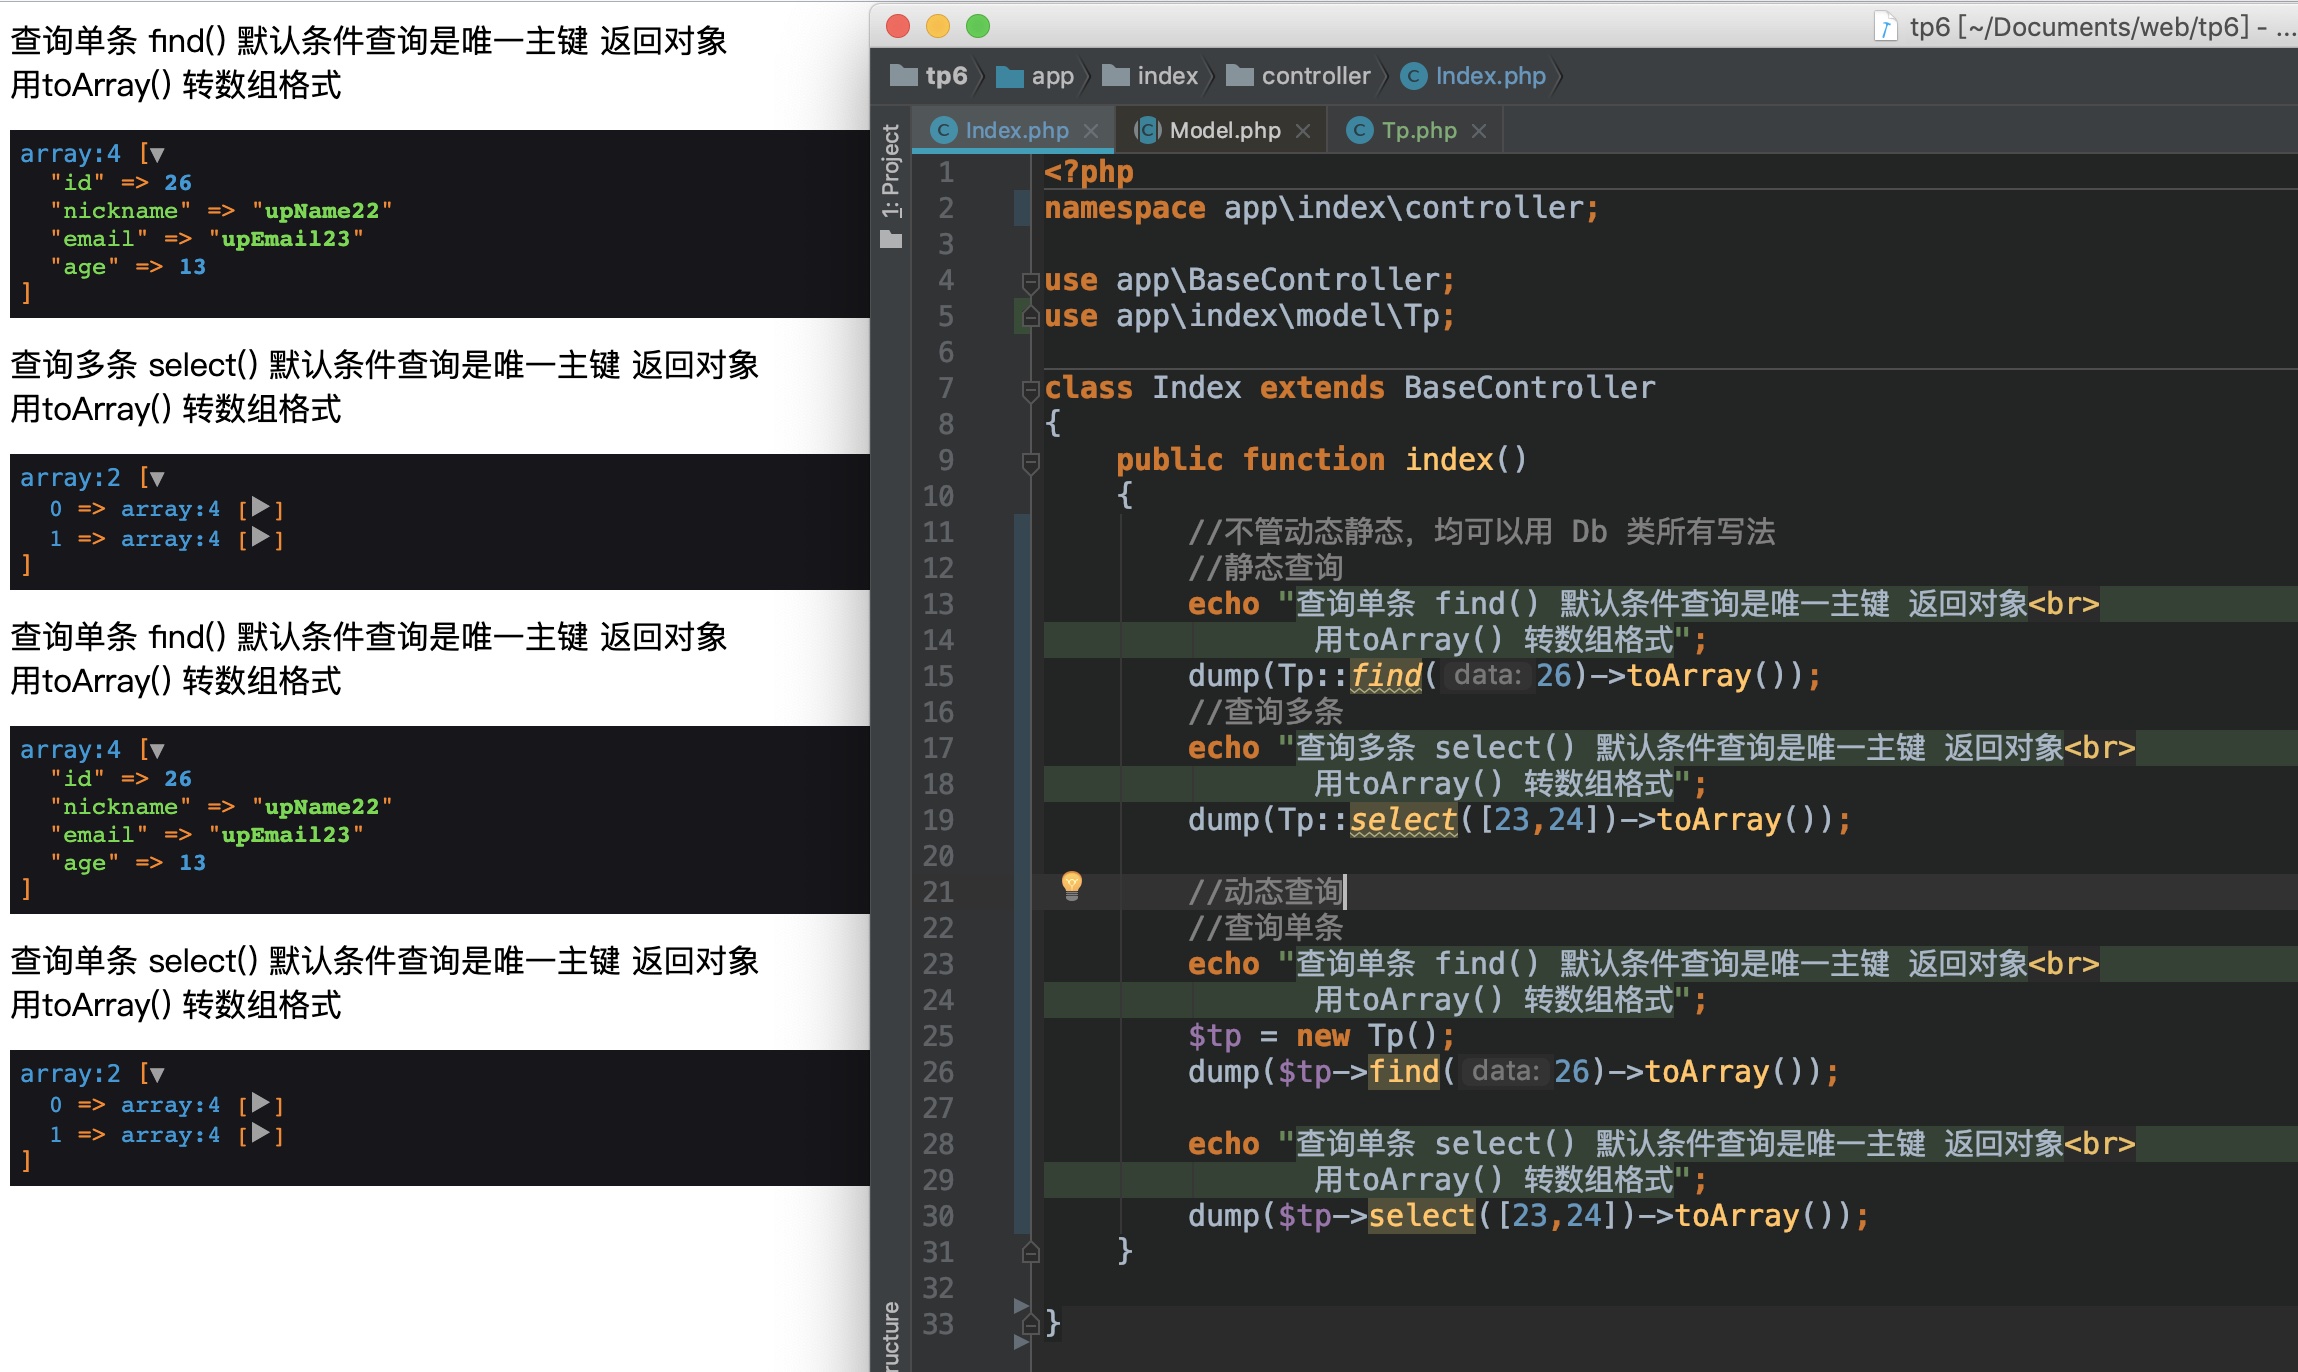 查询单条 find() 默认条件查询是唯一主键 返回对象
用toArray() 转数组格式
array:4 [▼
"id" => 26
"nickname" => "upName22"
"email" => "upEmail23"
"age" => 13
]
查询多条 select() 默认条件查询是唯一主键 返回对象
用toArray() 转数组格式
array:2 [▼
0 => array:4 [▶]
1 => array:4 [▶]
]
查询单条 find() 默认条件查询是唯一主键 返回对象
用toArray() 转数组格式
array:4 [▼
"id" => 26
"nickname" => "upName22"
"email" => "upEmail23"
"age" => 13
]
查询单条 select() 默认条件查询是唯一主键 返回对象
用toArray() 转数组格式
array:2 [▼
0 => array:4 [▶]
1 => array:4 [▶]
]
tp6 [~/Documents/web/tp6] - ...
tp6 app index controller Index.php
Index.php Model.php Tp.php
1: Project
1 <?php
2 namespace app\index\controller;
3
4 use app\BaseController;
5 use app\index\model\Tp;
6
7 class Index extends BaseController
8 {
9 public function index()
10 {
11 //不管动态静态，均可以用 Db 类所有写法
12 //静态查询
13 echo "查询单条 find() 默认条件查询是唯一主键 返回对象<br>
14 用toArray() 转数组格式";
15 dump(Tp::find( data: 26)->toArray());
16 //查询多条
17 echo "查询多条 select() 默认条件查询是唯一主键 返回对象<br>
18 用toArray() 转数组格式";
19 dump(Tp::select([23,24])->toArray());
20
21 //动态查询
22 //查询单条
23 echo "查询单条 find() 默认条件查询是唯一主键 返回对象<br>
24 用toArray() 转数组格式";
25 $tp = new Tp();
26 dump($tp->find( data: 26)->toArray());
27
28 echo "查询单条 select() 默认条件查询是唯一主键 返回对象<br>
29 用toArray() 转数组格式";
30 dump($tp->select([23,24])->toArray());
31 }
32
33 }
ructure